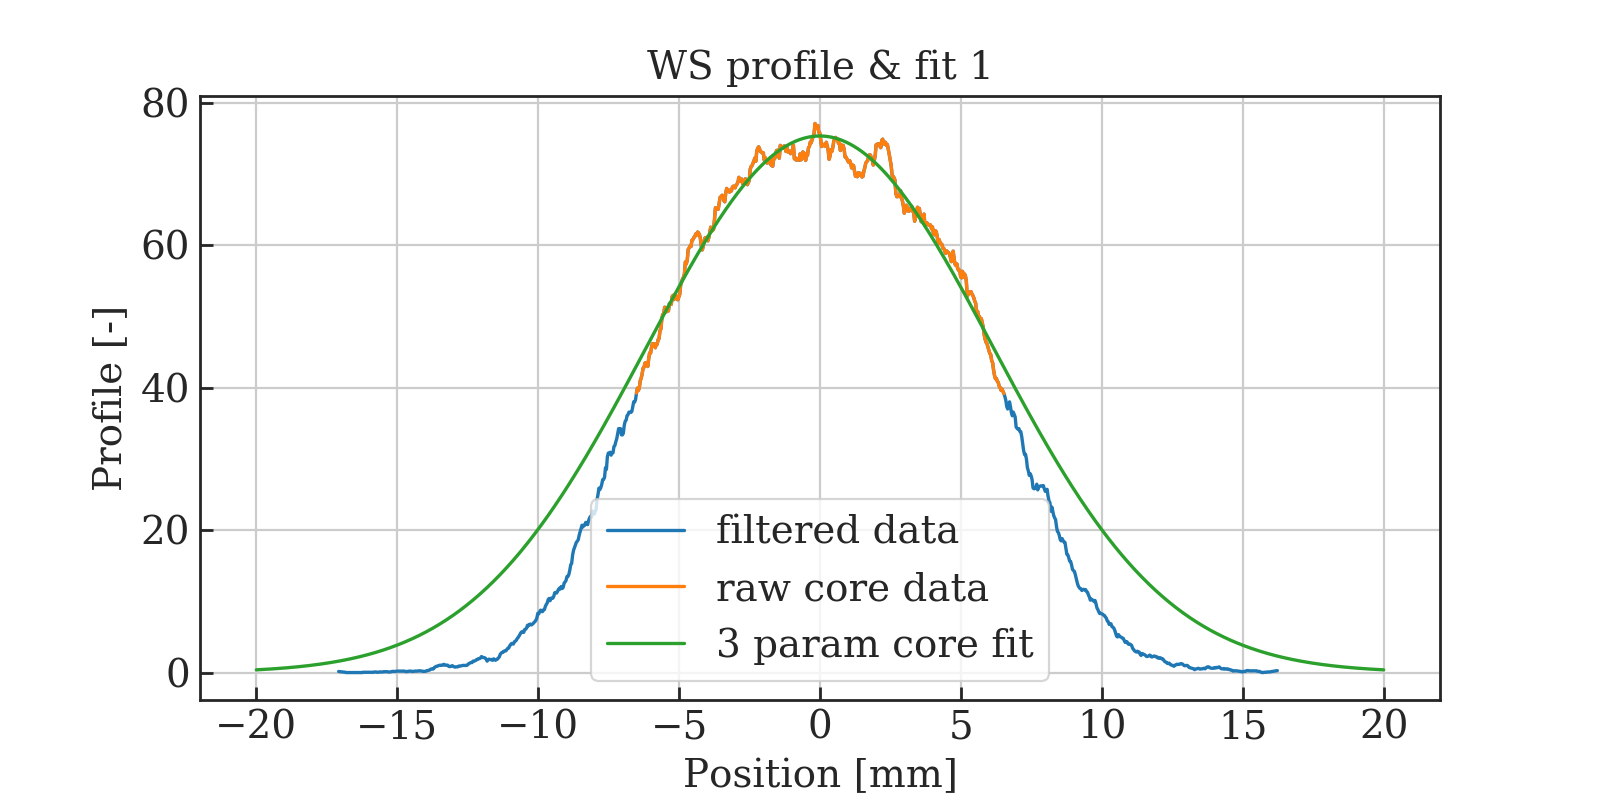 WS profile & fit 1
80
60
40
20
0
Profile [-]
filtered data
raw core data
3 param core fit
−20 −15 −10 −5 0 5 10 15 20
Position [mm]